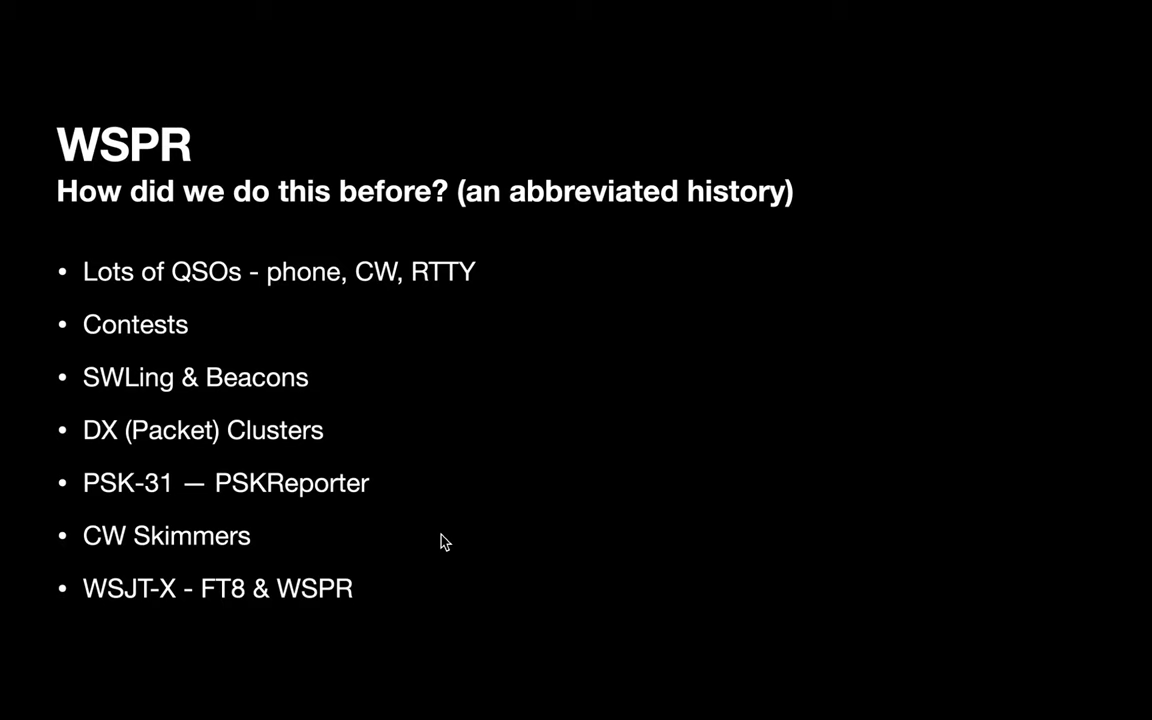 WSPR
How did we do this before? (an abbreviated history)
• Lots of QSOs - phone, CW, RTTY
• Contests
• SWLing & Beacons
• DX (Packet) Clusters
• PSK-31 — PSKReporter
• CW Skimmers
• WSJT-X - FT8 & WSPR